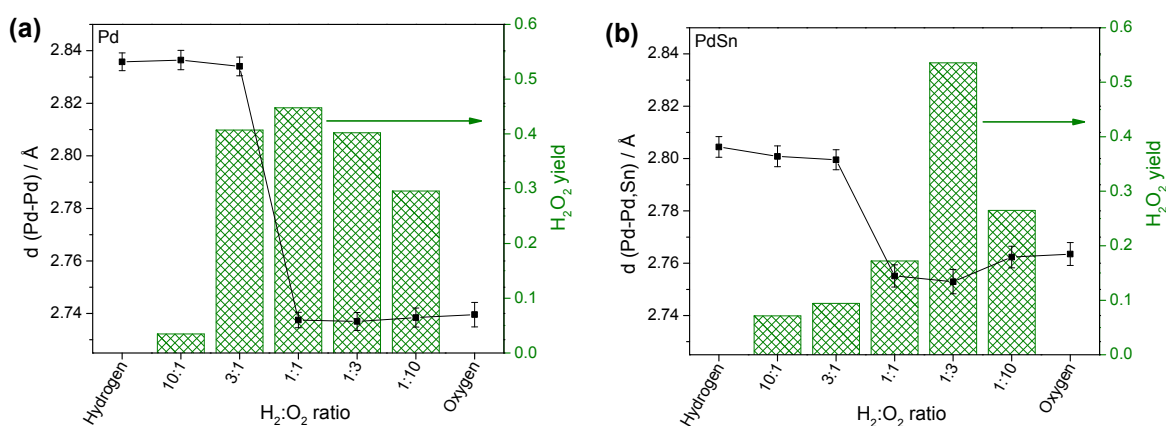 (a)
Pd
d (Pd-Pd) / Å
2.84
2.82
2.80
2.78
2.76
2.74
0.6
0.5
0.4
0.3
0.2
0.1
0.0
H₂O₂ yield
Hydrogen
10:1
3:1
1:1
1:3
1:10
Oxygen
H₂:O₂ ratio
(b)
PdSn
d (Pd-Pd,Sn) / Å
2.84
2.82
2.80
2.78
2.76
2.74
0.6
0.5
0.4
0.3
0.2
0.1
0.0
H₂O₂ yield
Hydrogen
10:1
3:1
1:1
1:3
1:10
Oxygen
H₂:O₂ ratio